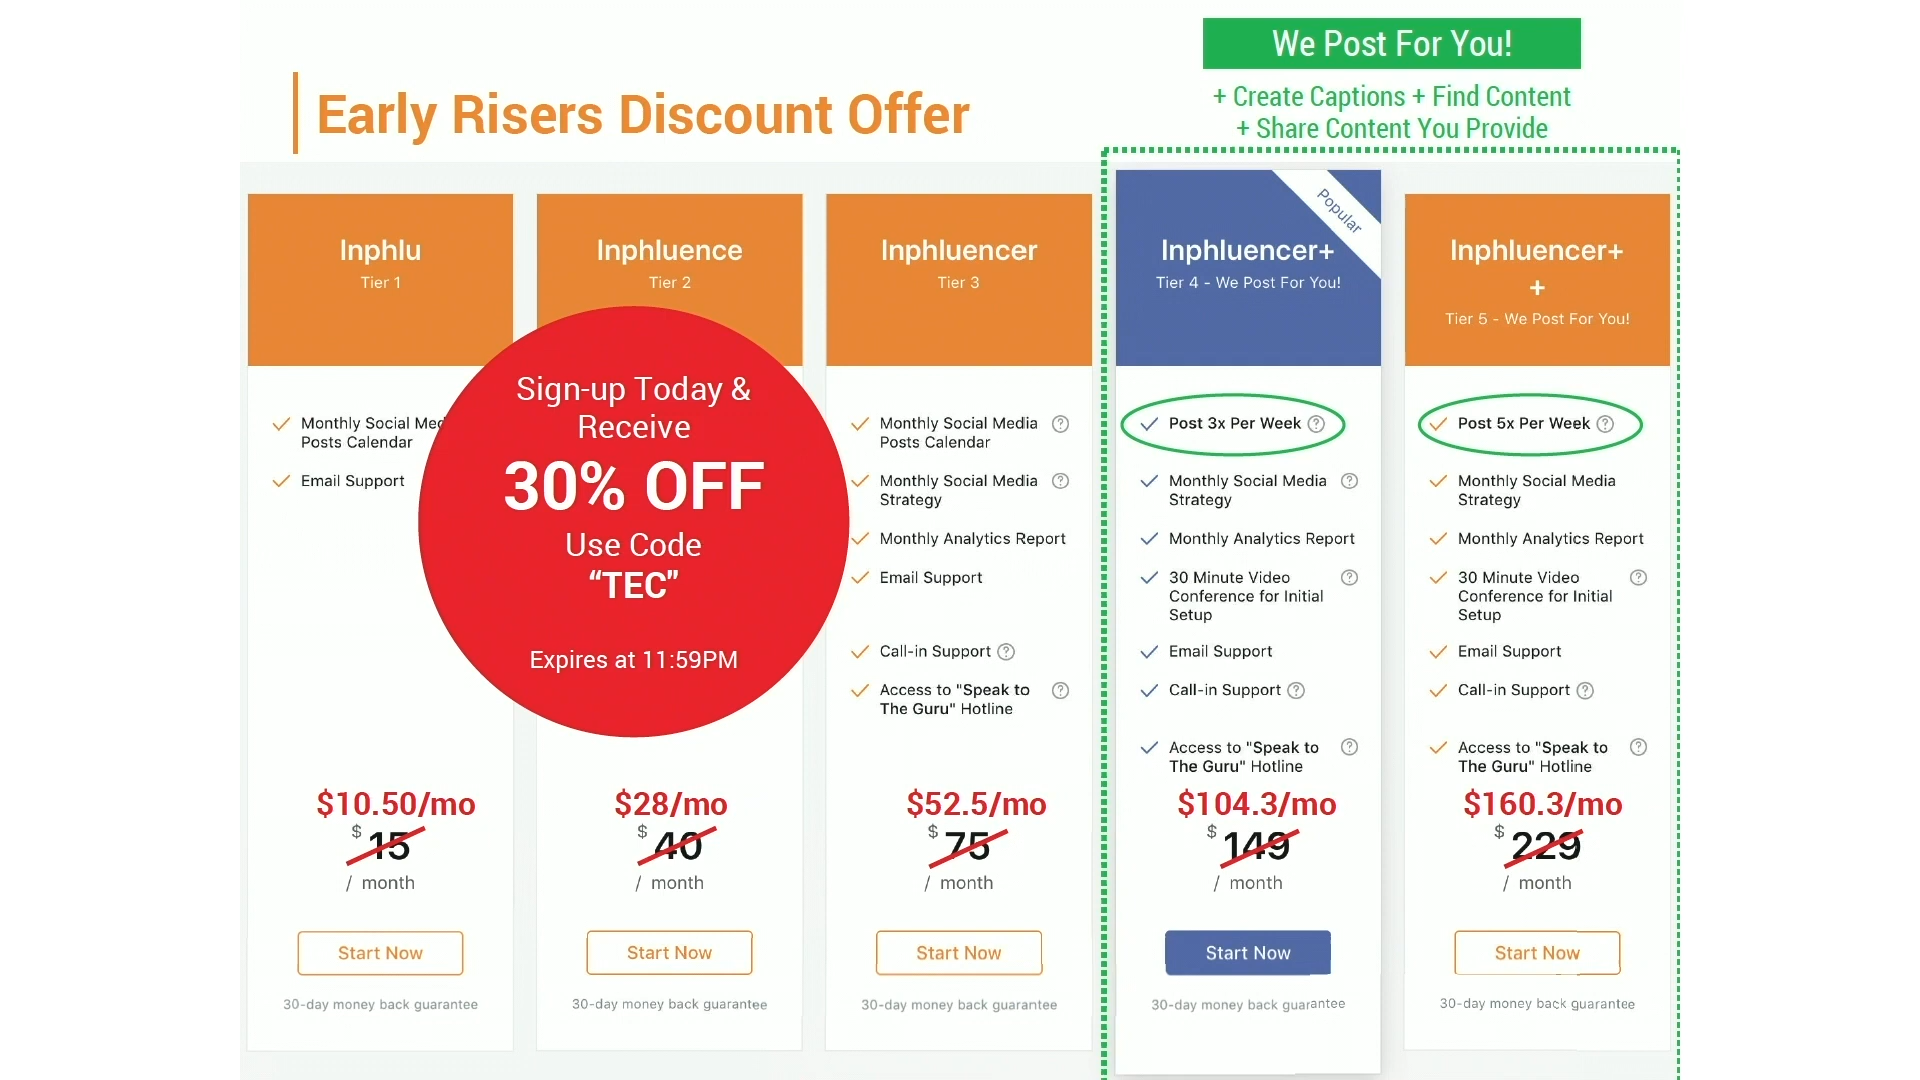 We Post For You!
+ Create Captions + Find Content
+ Share Content You Provide
Early Risers Discount Offer
Inphlu
Tier 1
Monthly Social
Posts Calendar
Email Support
$10.50/mo
$15
/ month
Start Now
30-day money back guarantee
Inphluence
Tier 2
$28/mo
$40
/ month
Start Now
30-day money back guarantee
Sign-up Today &
Receive
30% OFF
Use Code
“TEC”
Expires at 11:59PM
Inphluencer
Tier 3
Monthly Social Media
Posts Calendar
Monthly Social Media
Strategy
Monthly Analytics Report
Email Support
Call-in Support
Access to "Speak to
The Guru" Hotline
$52.5/mo
$75
/ month
Start Now
30-day money back guarantee
Popular
Inphluencer+
Tier 4 - We Post For You!
Post 3x Per Week
Monthly Social Media
Strategy
Monthly Analytics Report
30 Minute Video
Conference for Initial
Setup
Email Support
Call-in Support
Access to "Speak to
The Guru" Hotline
$104.3/mo
$149
/ month
Start Now
30-day money back guarantee
Inphluencer+
+
Tier 5 - We Post For You!
Post 5x Per Week
Monthly Social Media
Strategy
Monthly Analytics Report
30 Minute Video
Conference for Initial
Setup
Email Support
Call-in Support
Access to "Speak to
The Guru" Hotline
$160.3/mo
$229
/ month
Start Now
30-day money back guarantee